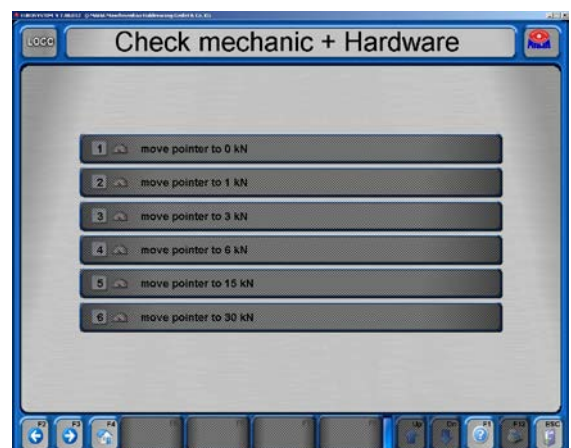 LOGO
Check mechanic + Hardware
1 move pointer to 0 kN
2 move pointer to 1 kN
3 move pointer to 3 kN
4 move pointer to 6 kN
5 move pointer to 15 kN
6 move pointer to 30 kN
F2 F3 F4 Up Dn F1 F12 ESC